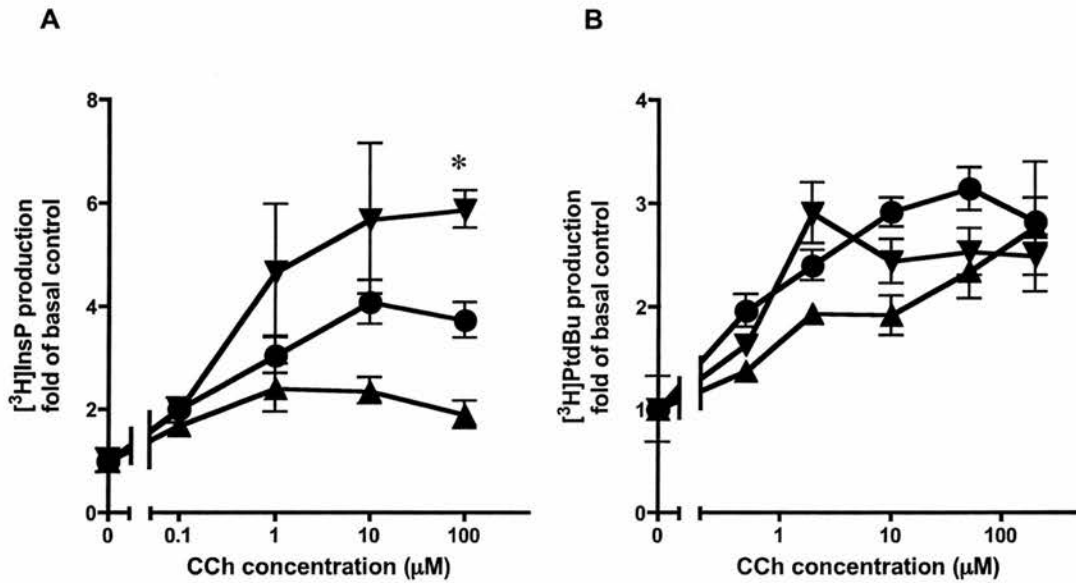 A
[³H]InsP production
fold of basal control
8
6
4
2
0
*
0 0.1 1 10 100
CCh concentration (μM)
B
[³H]PtdBu production
fold of basal control
4
3
2
1
0
0 1 10 100
CCh concentration (μM)